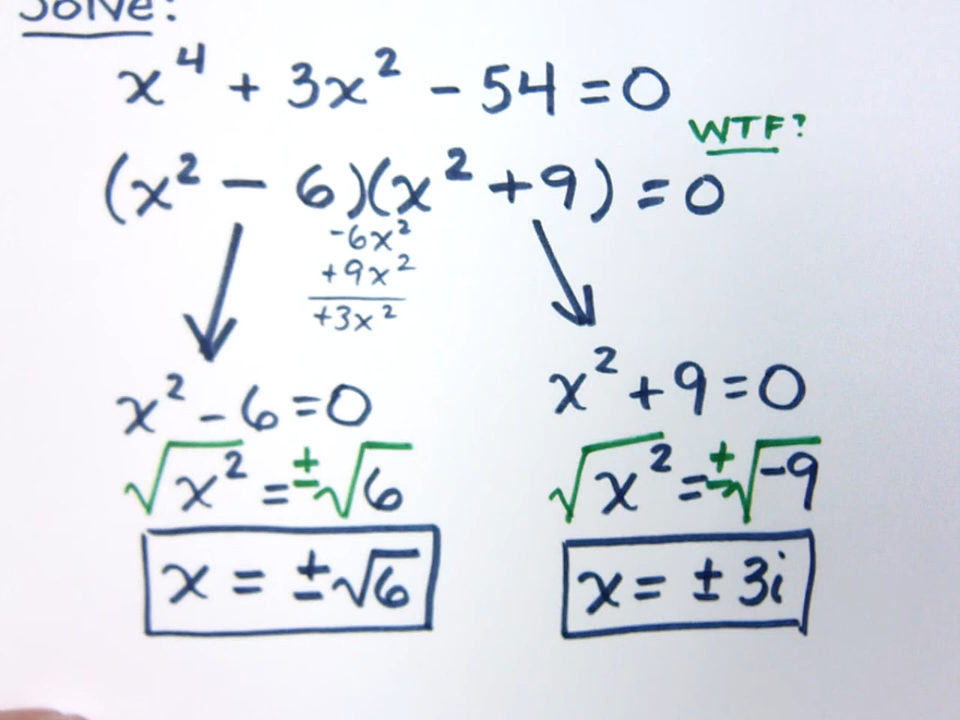 SOLVE:
x⁴ + 3x² - 54 = 0
WTF?
(x² - 6)(x² + 9) = 0
-6x²
+9x²
+3x²
x² - 6 = 0
√x² = ±√6
x = ±√6
x² + 9 = 0
√x² = ±√-9
x = ± 3i